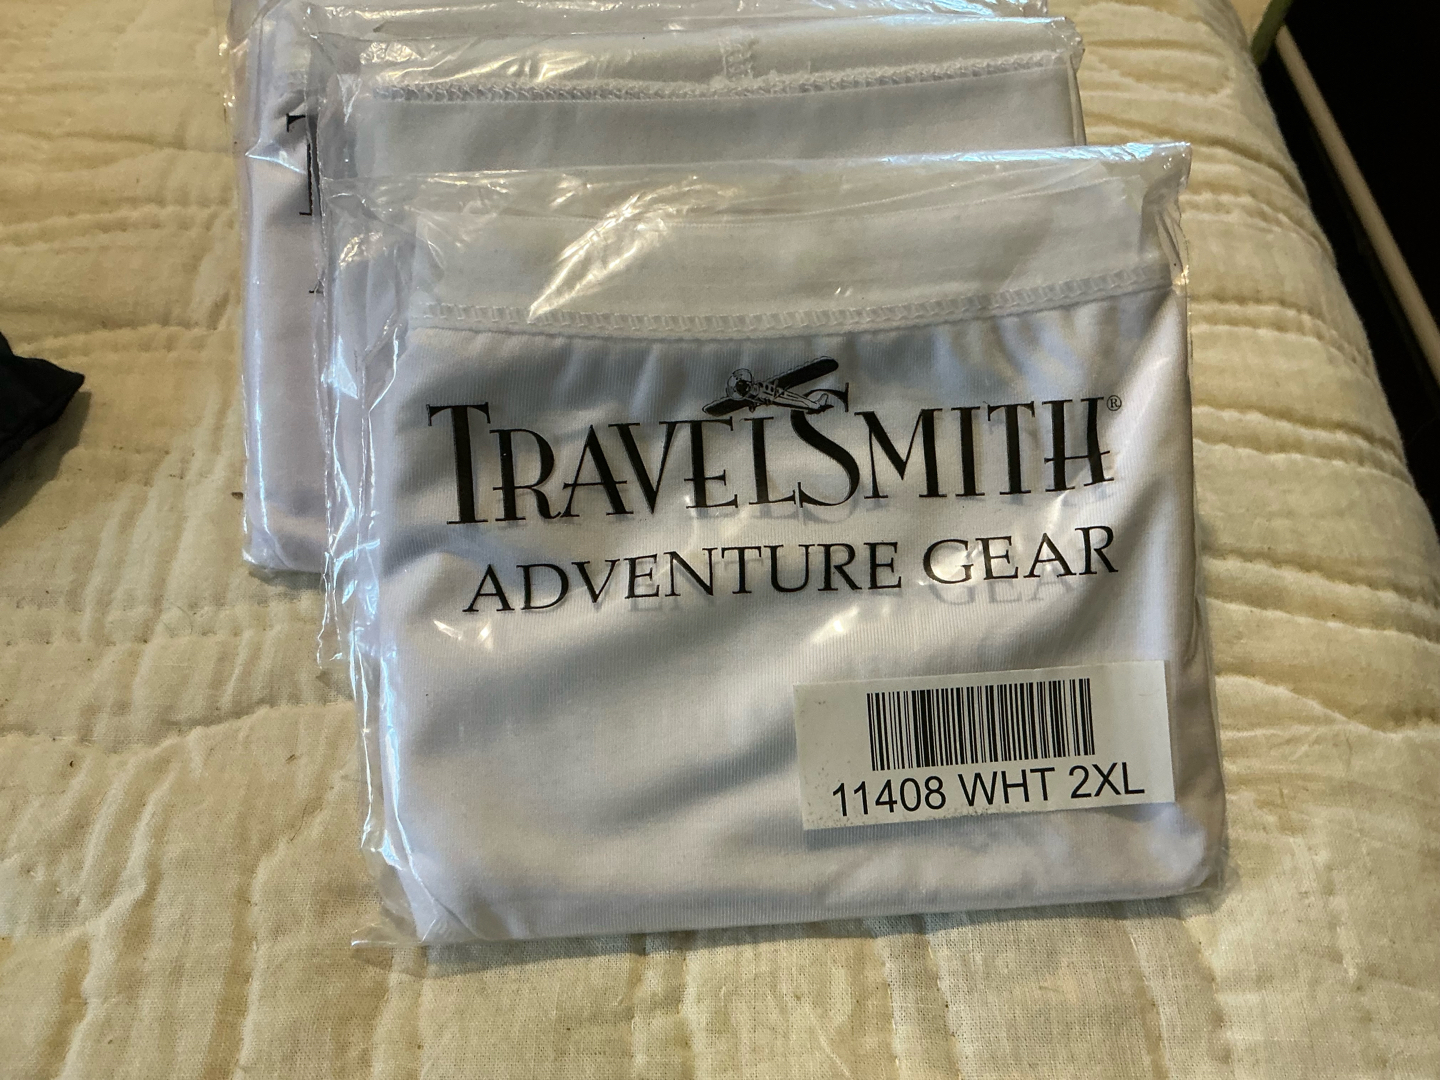 TRAVELSMITH®
ADVENTURE GEAR
11408 WHT 2XL